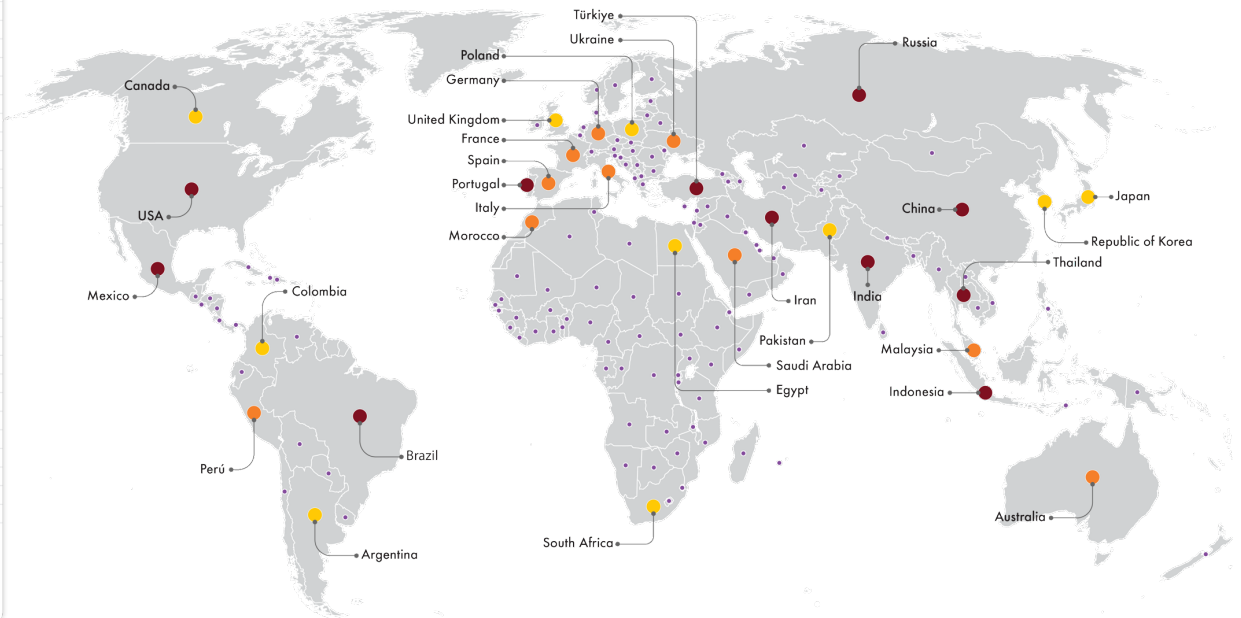 Türkiye
Ukraine
Russia
Poland
Germany
Canada
United Kingdom
France
Spain
Portugal
Japan
Italy
China
USA
Morocco
Republic of Korea
Thailand
Colombia
Mexico
India
Iran
Pakistan
Malaysia
Saudi Arabia
Egypt
Indonesia
Brazil
Perú
Australia
South Africa
Argentina